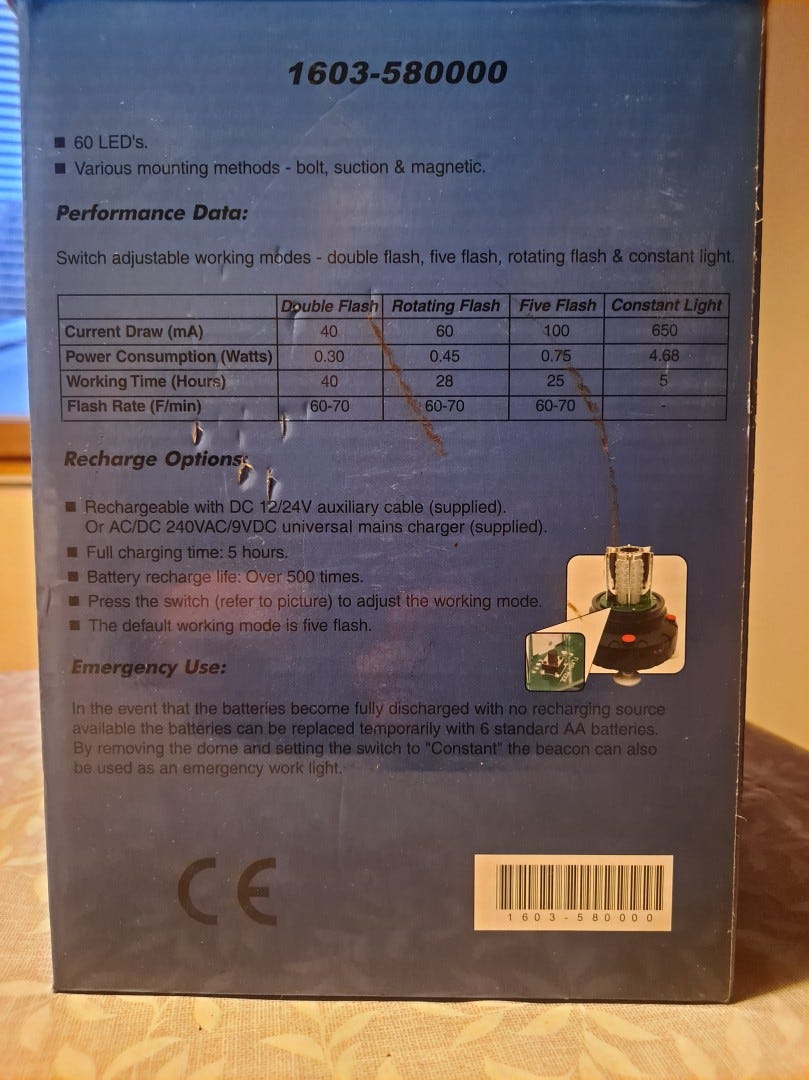 1603-580000
■ 60 LED's.
■ Various mounting methods - bolt, suction & magnetic.
Performance Data:
Switch adjustable working modes - double flash, five flash, rotating flash & constant light.
Double Flash Rotating Flash Five Flash Constant Light
Current Draw (mA) 40 60 100 650
Power Consumption (Watts) 0.30 0.45 0.75 4.68
Working Time (Hours) 40 28 25 5
Flash Rate (F/min) 60-70 60-70 60-70 -
Recharge Options:
■ Rechargeable with DC 12/24V auxiliary cable (supplied).
Or AC/DC 240VAC/9VDC universal mains charger (supplied).
■ Full charging time: 5 hours.
■ Battery recharge life: Over 500 times.
■ Press the switch (refer to picture) to adjust the working mode.
■ The default working mode is five flash.
Emergency Use:
In the event that the batteries become fully discharged with no recharging source
available the batteries can be replaced temporarily with 6 standard AA batteries.
By removing the dome and setting the switch to "Constant" the beacon can also
be used as an emergency work light.
CE
1603-580000